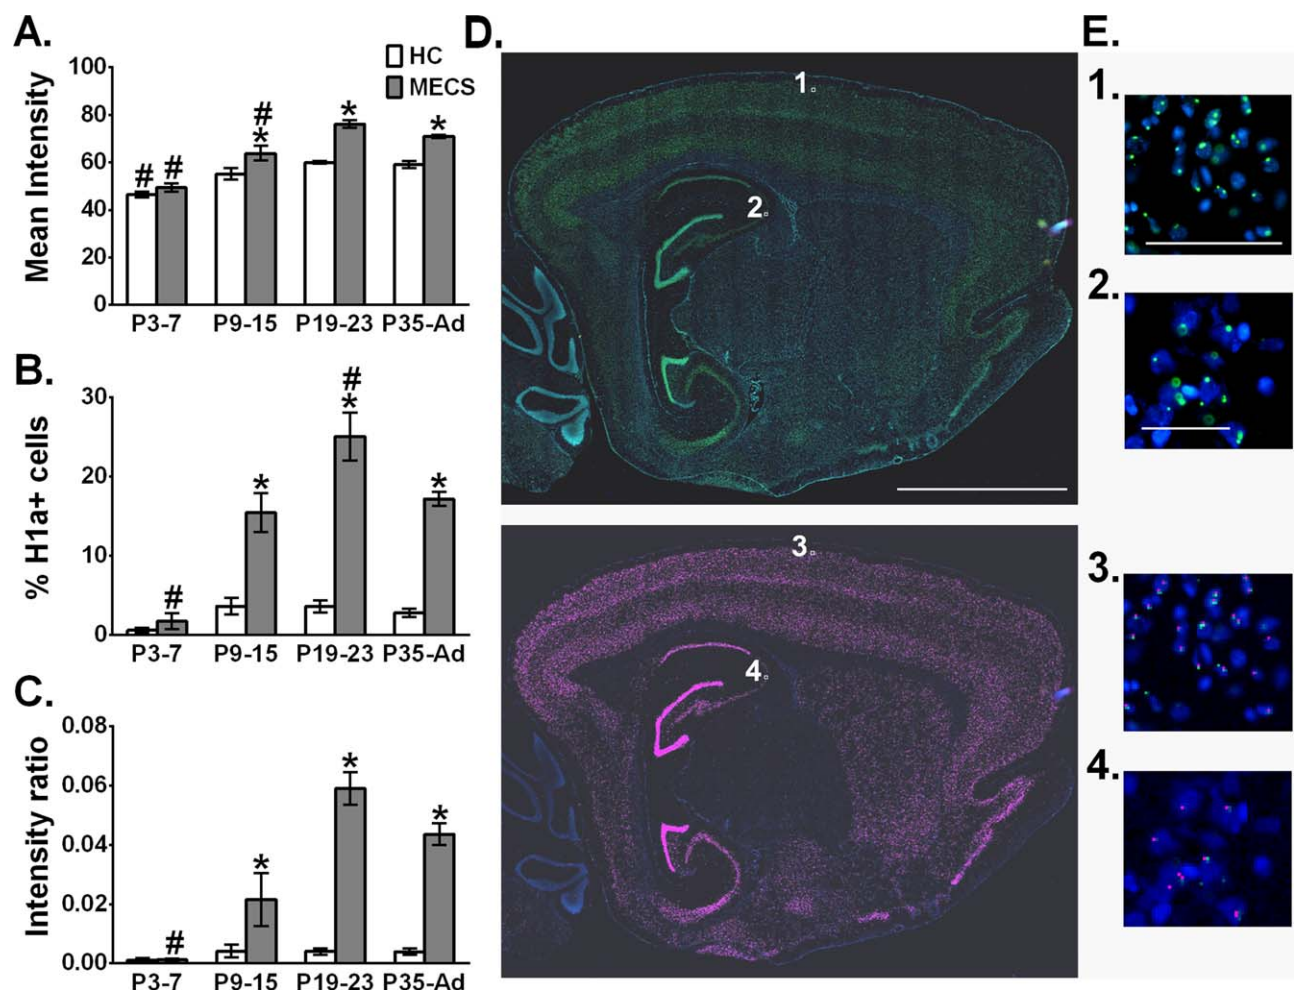 A.
HC
MECS
Mean Intensity
100
80
60
40
20
0
# # # * * *
P3-7 P9-15 P19-23 P35-Ad
B.
% H1a+ cells
30
20
10
0
# * # * *
P3-7 P9-15 P19-23 P35-Ad
C.
Intensity ratio
0.08
0.06
0.04
0.02
0.00
# * * *
P3-7 P9-15 P19-23 P35-Ad
D.
1.
2.
3.
4.
E.
1.
2.
3.
4.